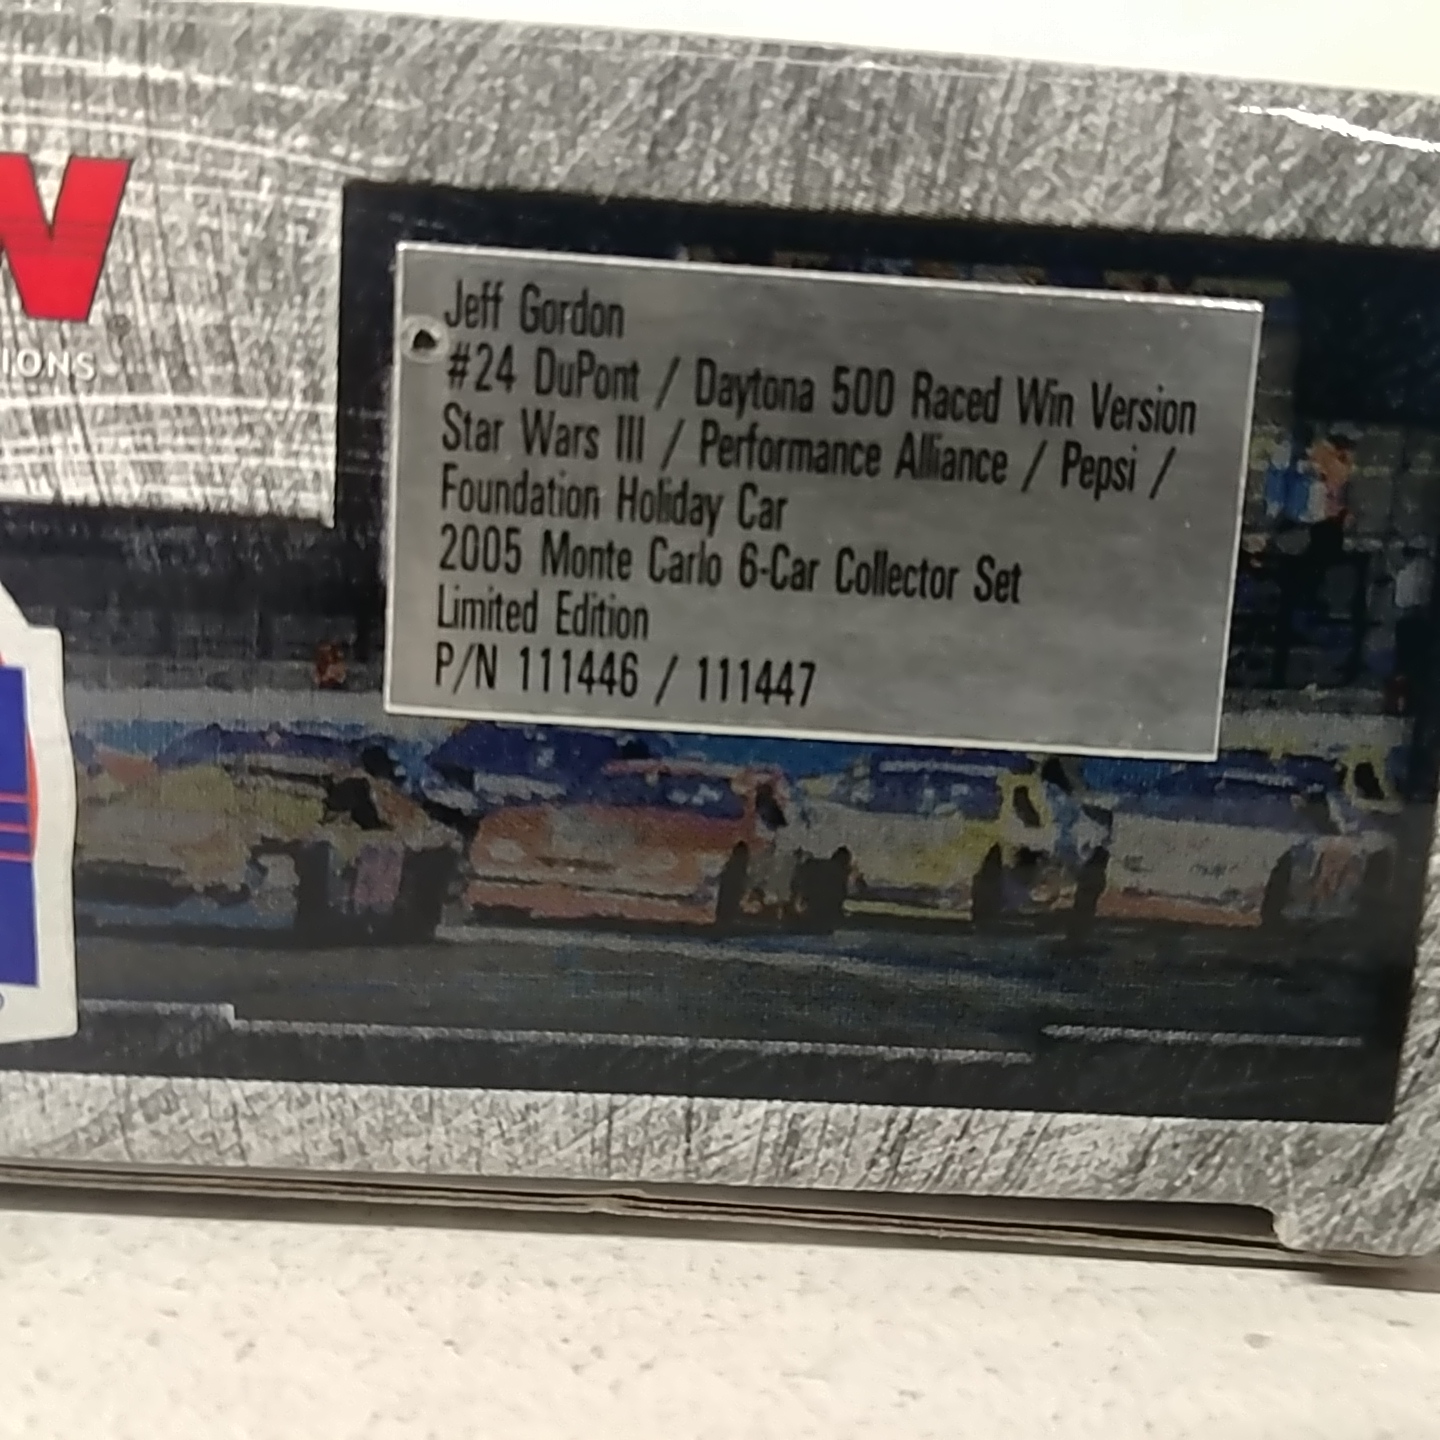 Jeff Gordon
#24 DuPont / Daytona 500 Raced Win Version
Star Wars III / Performance Alliance / Pepsi /
Foundation Holiday Car
2005 Monte Carlo 6-Car Collector Set
Limited Edition
P/N 111446 / 111447